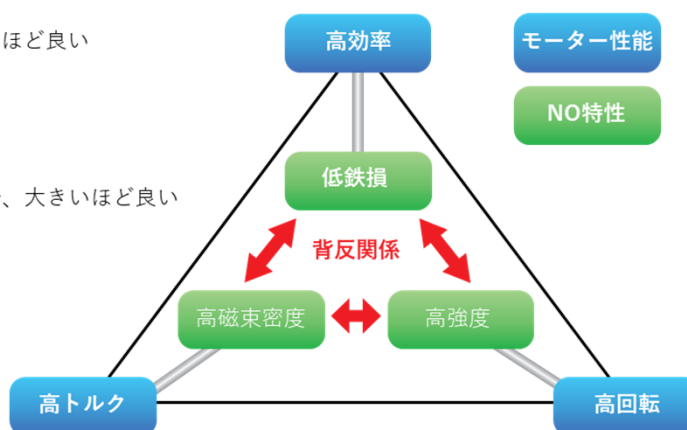 ほど良い
高効率
モーター性能
NO特性
低鉄損
、大きいほど良い
背反関係
高磁束密度
高強度
高トルク
高回転